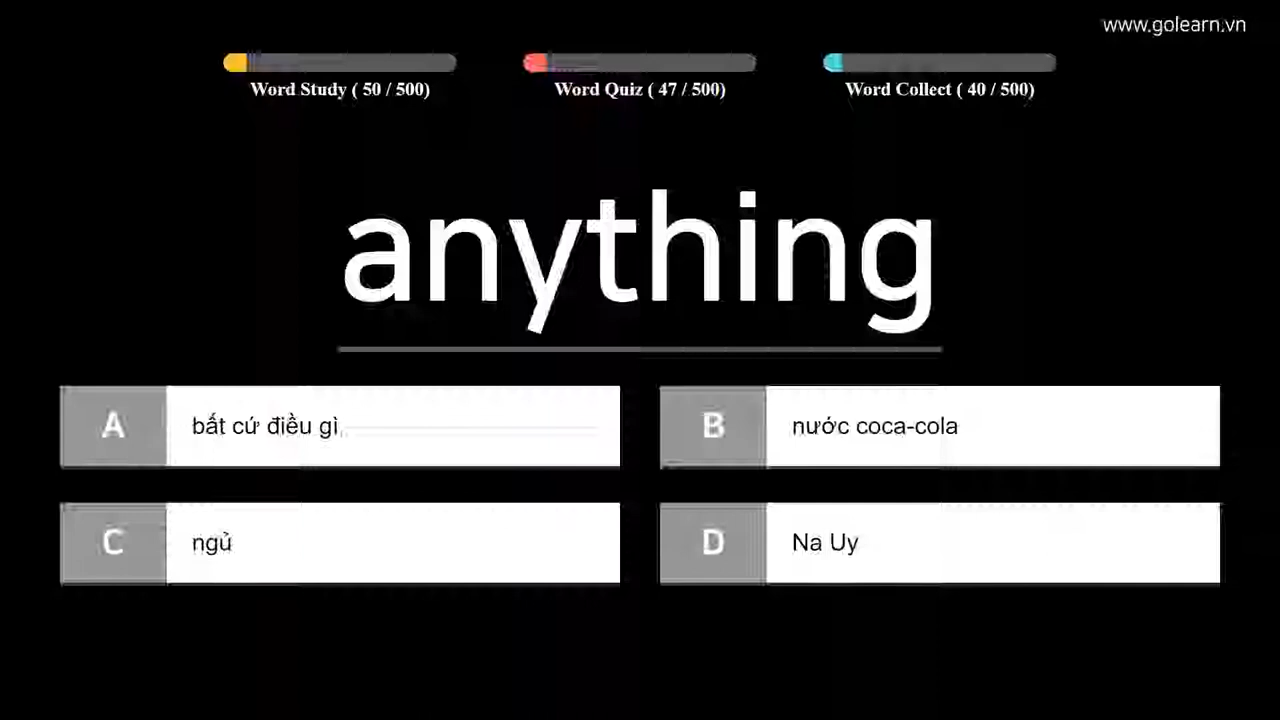 www.golearn.vn
Word Study ( 50 / 500)
Word Quiz ( 47 / 500)
Word Collect ( 40 / 500)
anything
A bất cứ điều gì
B nước coca-cola
C ngủ
D Na Uy